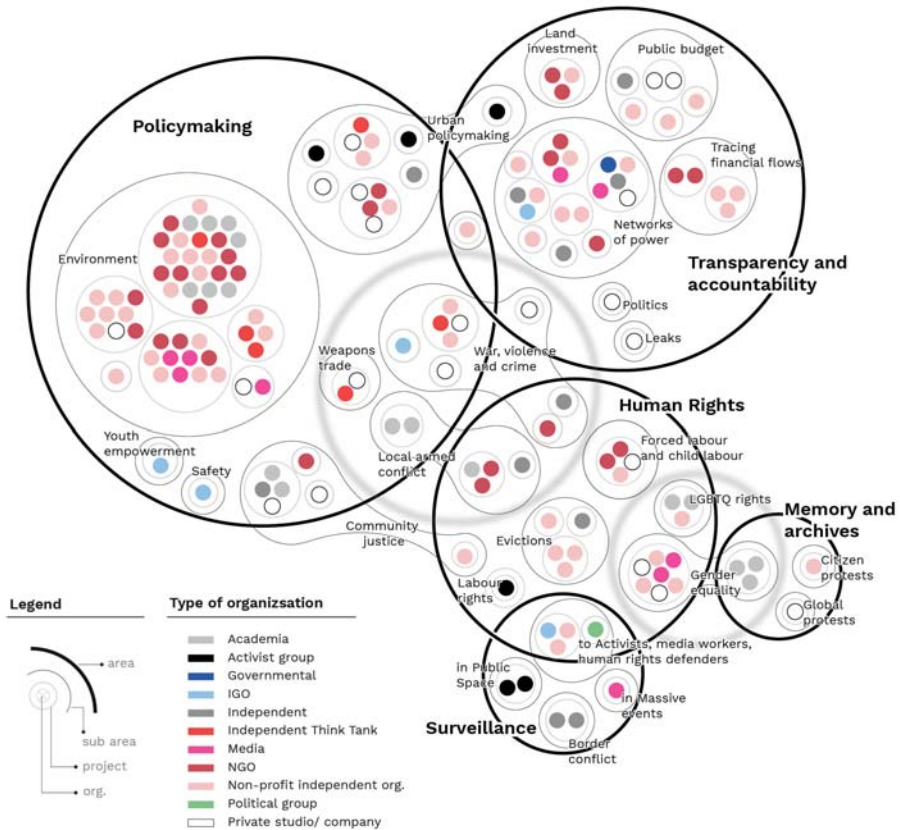 Land
investment
Public budget
Policymaking
Urban
policymaking
Tracing
financial flows
Networks
of power
Environment
Transparency and
accountability
Politics
Leaks
Weapons
trade
War, violence
and crime
Human Rights
Youth
empowerment
Safety
Local armed
conflict
Forced labour
and child labour
LGBTQ rights
Memory and
archives
Community
justice
Evictions
Gender
equality
Citizen
protests
Labour
rights
Global
protests
to Activists, media workers,
human rights defenders
in Public
Space
in Massive
events
Surveillance
Border
conflict
Legend
area
sub area
project
org.
Type of organizsation
Academia
Activist group
Governmental
IGO
Independent
Independent Think Tank
Media
NGO
Non-profit independent org.
Political group
Private studio/ company